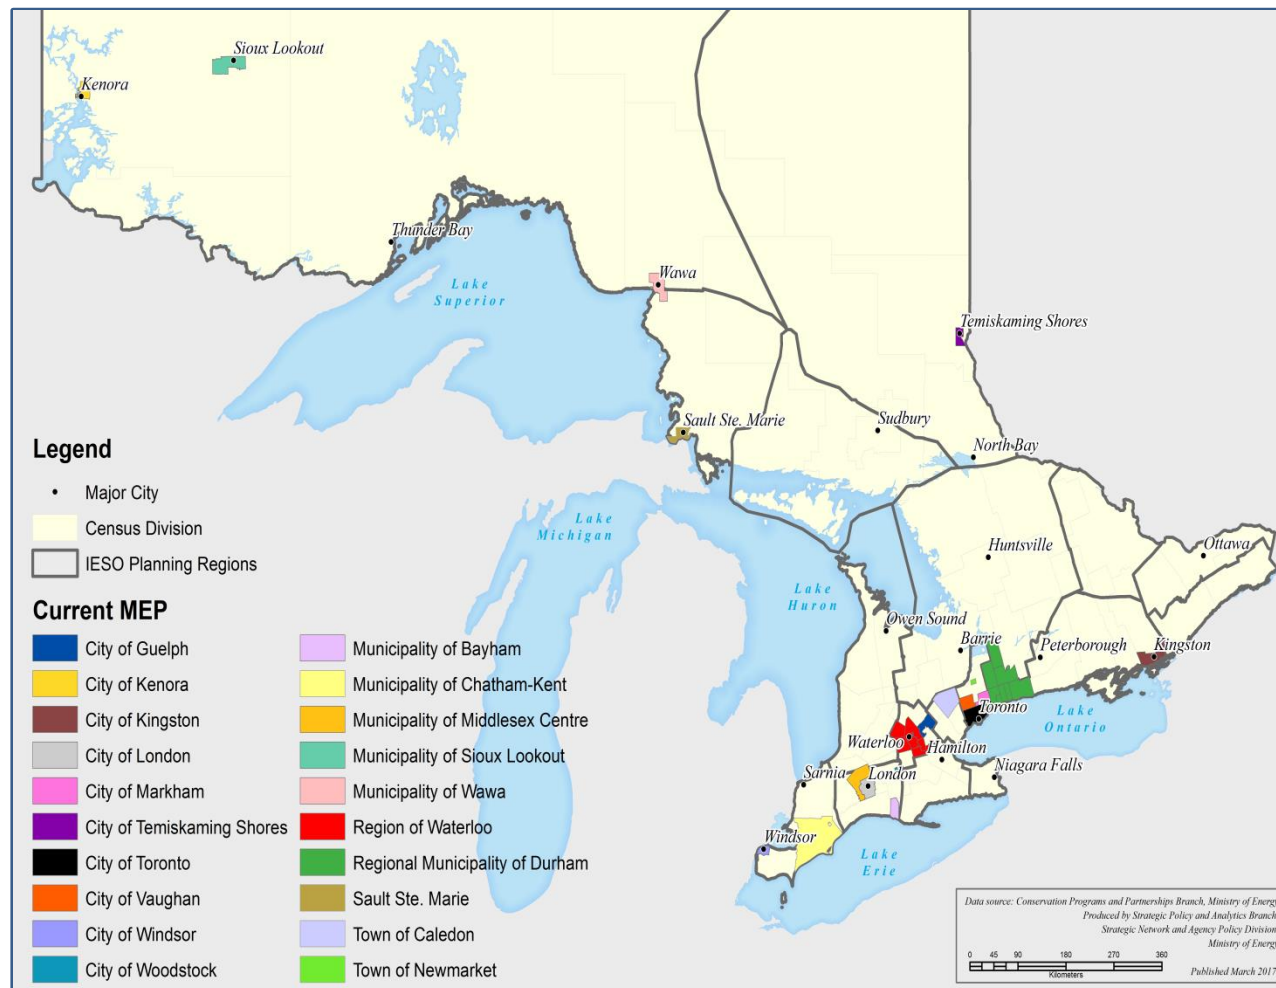 Sioux Lookout
Kenora
Thunder Bay
Wawa
Lake
Superior
Temiskaming Shores
Sault Ste. Marie
Sudbury
North Bay
Lake
Michigan
Huntsville
Ottawa
Lake
Huron
Owen Sound
Barrie
Peterborough
Kingston
Toronto
Lake
Ontario
Waterloo
Hamilton
Niagara Falls
Sarnia
London
Windsor
Lake
Erie
Legend
Major City
Census Division
IESO Planning Regions
Current MEP
City of Guelph
City of Kenora
City of Kingston
City of London
City of Markham
City of Temiskaming Shores
City of Toronto
City of Vaughan
City of Windsor
City of Woodstock
Municipality of Bayham
Municipality of Chatham-Kent
Municipality of Middlesex Centre
Municipality of Sioux Lookout
Municipality of Wawa
Region of Waterloo
Regional Municipality of Durham
Sault Ste. Marie
Town of Caledon
Town of Newmarket
Data source: Conservation Programs and Partnerships Branch, Ministry of Energy
Produced by Strategic Policy and Analytics Branch
Strategic Network and Agency Policy Division
Ministry of Energy
0 45 90 180 270 360
Kilometers
Published March 2017